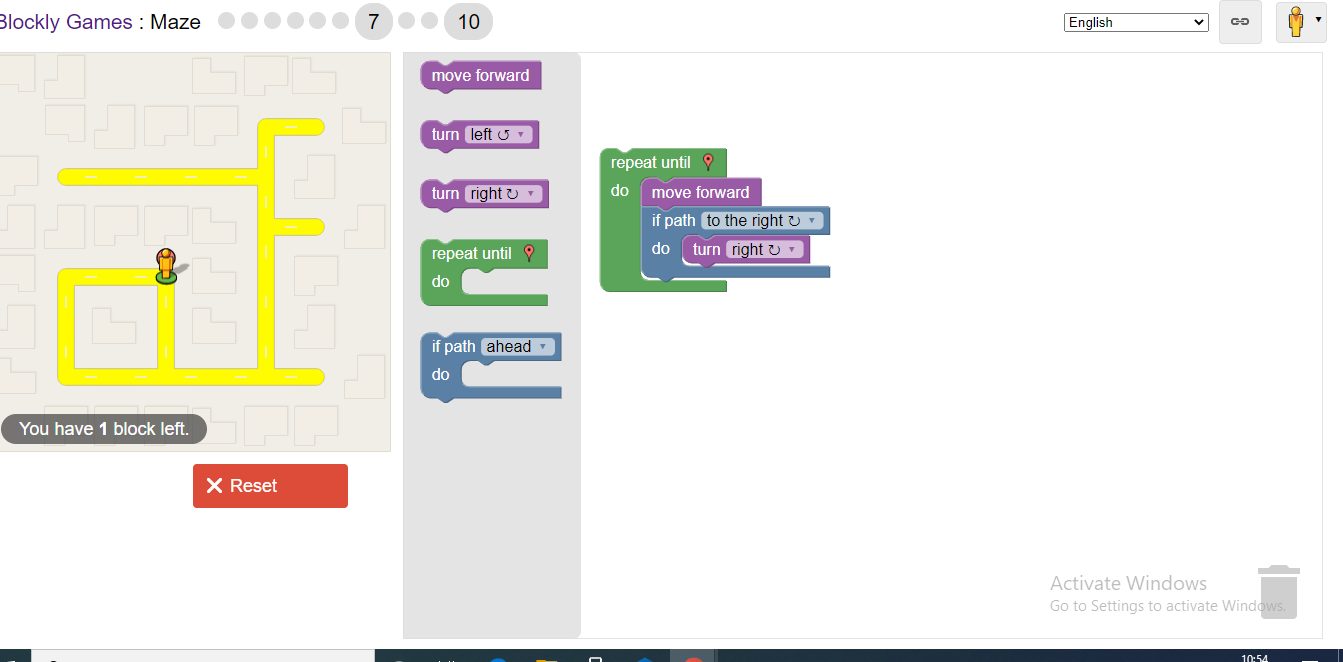 Blockly Games : Maze 7 10
English
move forward
turn left ↺ ▼
turn right ↻ ▼
repeat until
do
if path ahead ▼
do
repeat until
do move forward
if path to the right ↻ ▼
do turn right ↻ ▼
You have 1 block left.
Reset
Activate Windows
Go to Settings to activate Windows.
10:54